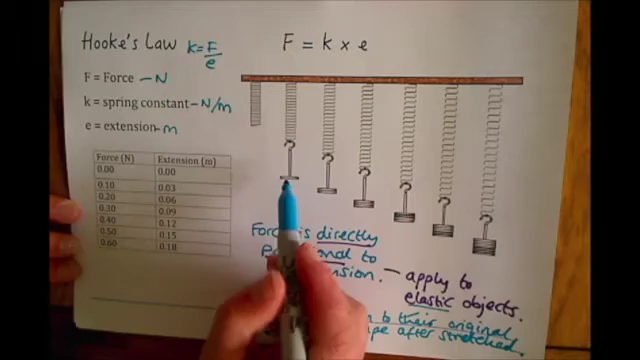 Hooke's Law k = F/e
F = k x e
F = Force – N
k = spring constant – N/m
e = extension – m
Force (N) Extension (m)
0.00 0.00
0.10 0.03
0.20 0.06
0.30 0.09
0.40 0.12
0.50 0.15
0.60 0.18
is directly
to
– apply to
elastic objects.
to their original
after stretched.